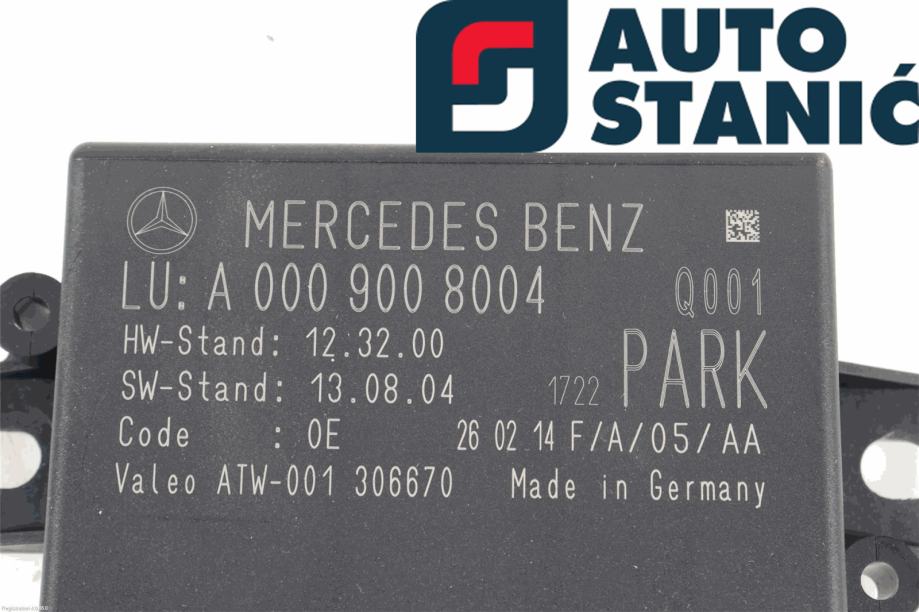 AUTO
STANIĆ
MERCEDES BENZ
LU: A 000 900 8004 Q001
HW-Stand: 12.32.00
SW-Stand: 13.08.04 1722 PARK
Code : 0E 26 02 14 F/A/05/AA
Valeo ATW-001 306670 Made in Germany